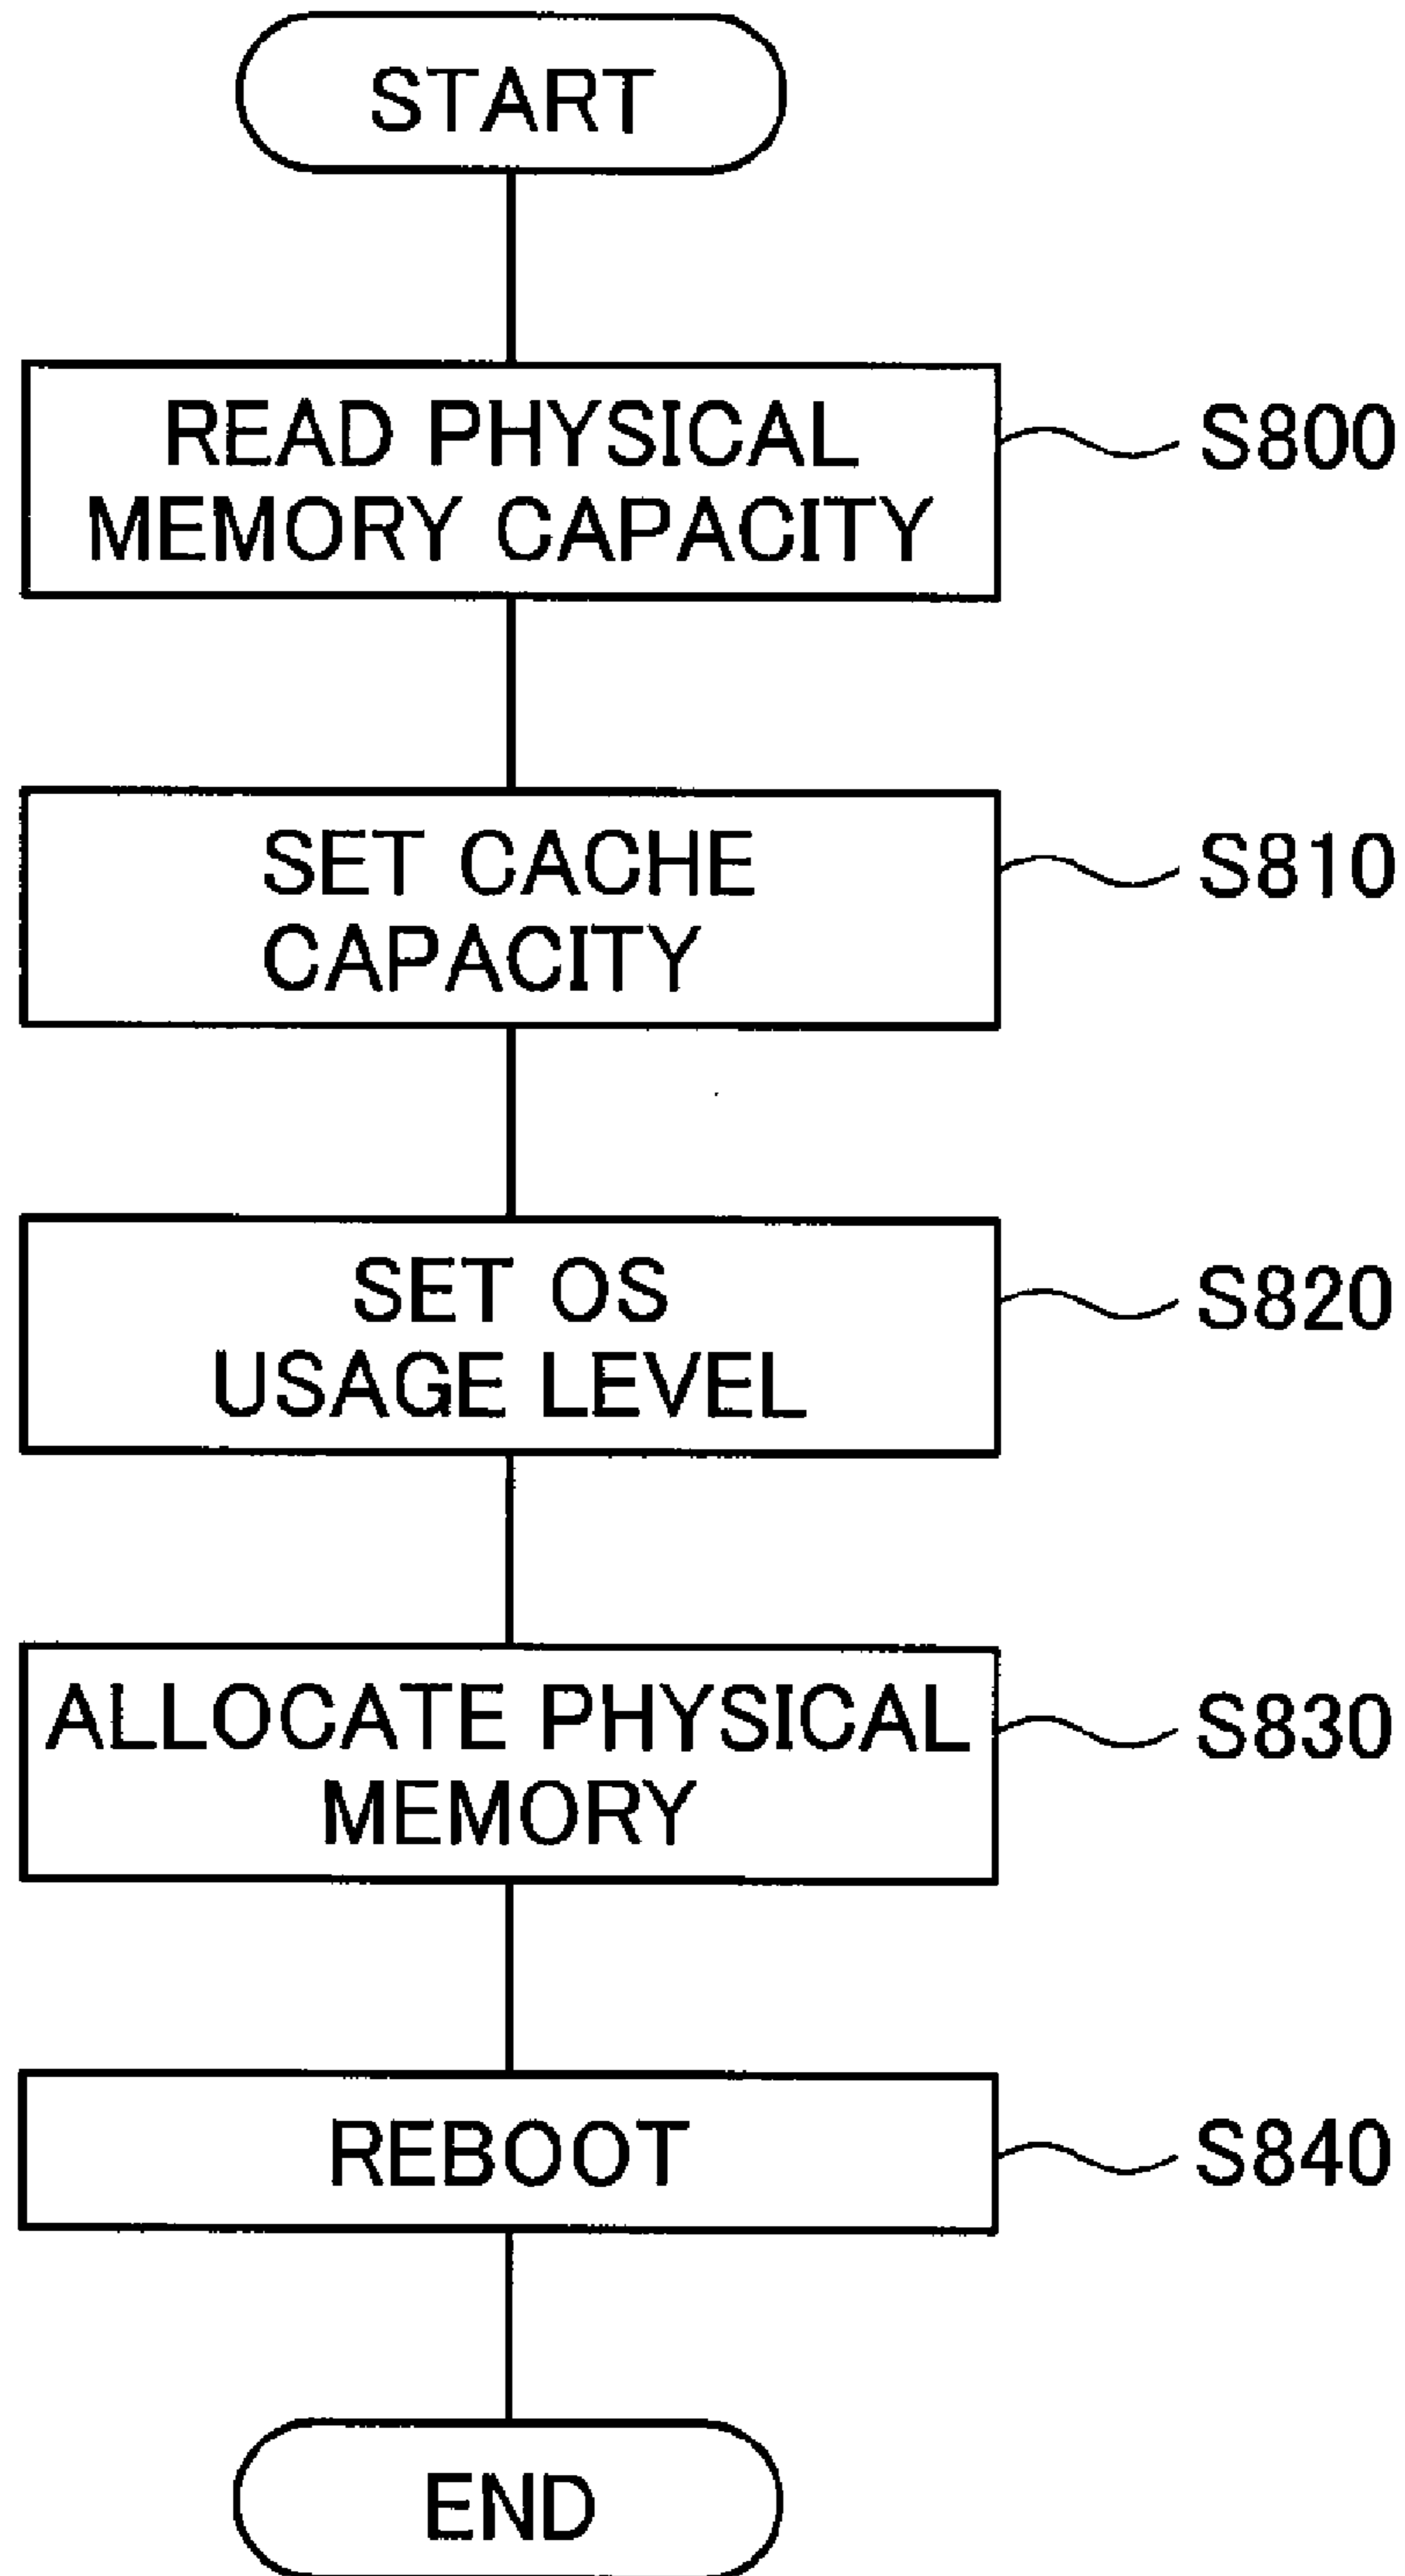 START
READ PHYSICAL
MEMORY CAPACITY
S800
SET CACHE
CAPACITY
S810
SET OS
USAGE LEVEL
S820
ALLOCATE PHYSICAL
MEMORY
S830
REBOOT
S840
END